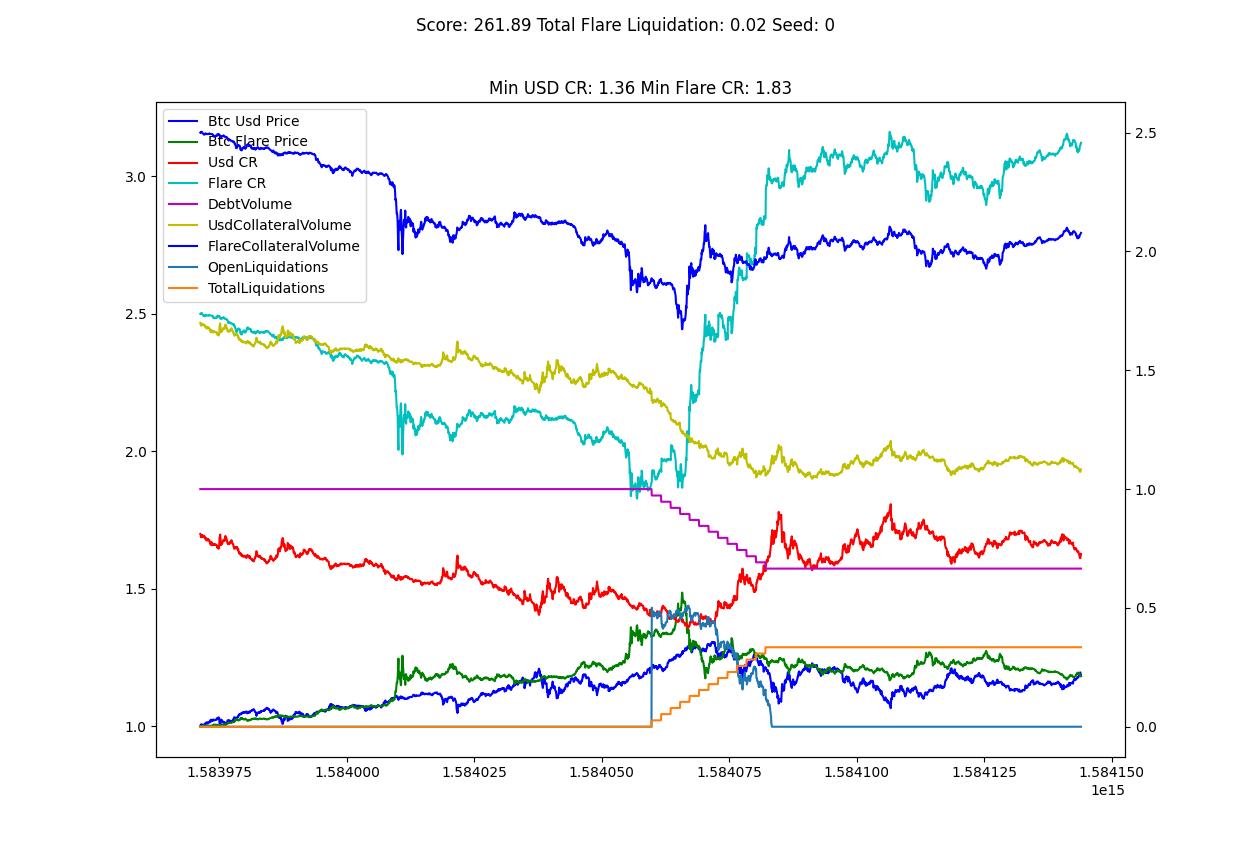 Score: 261.89 Total Flare Liquidation: 0.02 Seed: 0
Min USD CR: 1.36 Min Flare CR: 1.83
Btc Usd Price
Btc Flare Price
Usd CR
Flare CR
DebtVolume
UsdCollateralVolume
FlareCollateralVolume
OpenLiquidations
TotalLiquidations
3.0
2.5
2.0
1.5
1.0
2.5
2.0
1.5
1.0
0.5
0.0
1.583975 1.584000 1.584025 1.584050 1.584075 1.584100 1.584125 1.584150
1e15